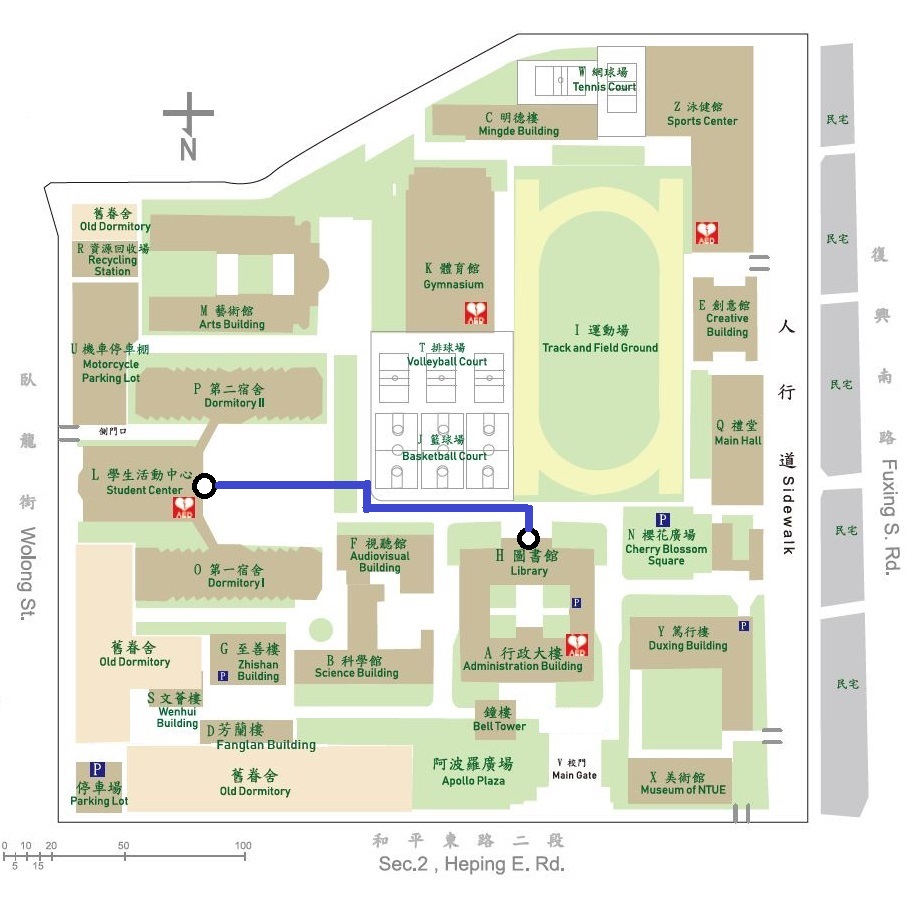 W 網球場
Tennis Court
C 明德樓
Mingde Building
Z 泳健館
Sports Center
N
民宅
舊眷舍
Old Dormitory
R 資源回收場
Recycling
Station
K 體育館
Gymnasium
AED
AED
民宅
復興南路 Fuxing S. Rd.
M 藝術館
Arts Building
I 運動場
Track and Field Ground
E 創意館
Creative
Building
人行道 Sidewalk
U 機車停車棚
Motorcycle
Parking Lot
T 排球場
Volleyball Court
P 第二宿舍
Dormitory II
民宅
臥龍街 Wolong St.
側門口
J 籃球場
Basketball Court
Q 禮堂
Main Hall
L 學生活動中心
Student Center
AED
P
N 櫻花廣場
Cherry Blossom
Square
民宅
F 視聽館
Audiovisual
Building
H 圖書館
Library
O 第一宿舍
Dormitory I
P
P
舊眷舍
Old Dormitory
G 至善樓
Zhishan
Building
P
B 科學館
Science Building
A 行政大樓
Administration Building
AED
Y 篤行樓
Duxing Building
民宅
S 文薈樓
Wenhui
Building
鐘樓
Bell Tower
D 芳蘭樓
Fanglan Building
P
停車場
Parking Lot
舊眷舍
Old Dormitory
阿波羅廣場
Apollo Plaza
V 校門
Main Gate
X 美術館
Museum of NTUE
和平東路二段
Sec.2 , Heping E. Rd.
0 10 20 50 100
5 15